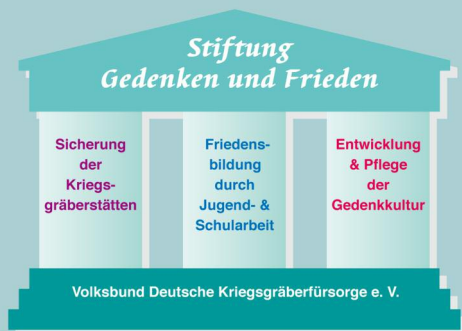 Stiftung
Gedenken und Frieden
Sicherung
der
Kriegs-
gräberstätten
Friedens-
bildung
durch
Jugend- &
Schularbeit
Entwicklung
& Pflege
der
Gedenkkultur
Volksbund Deutsche Kriegsgräberfürsorge e. V.